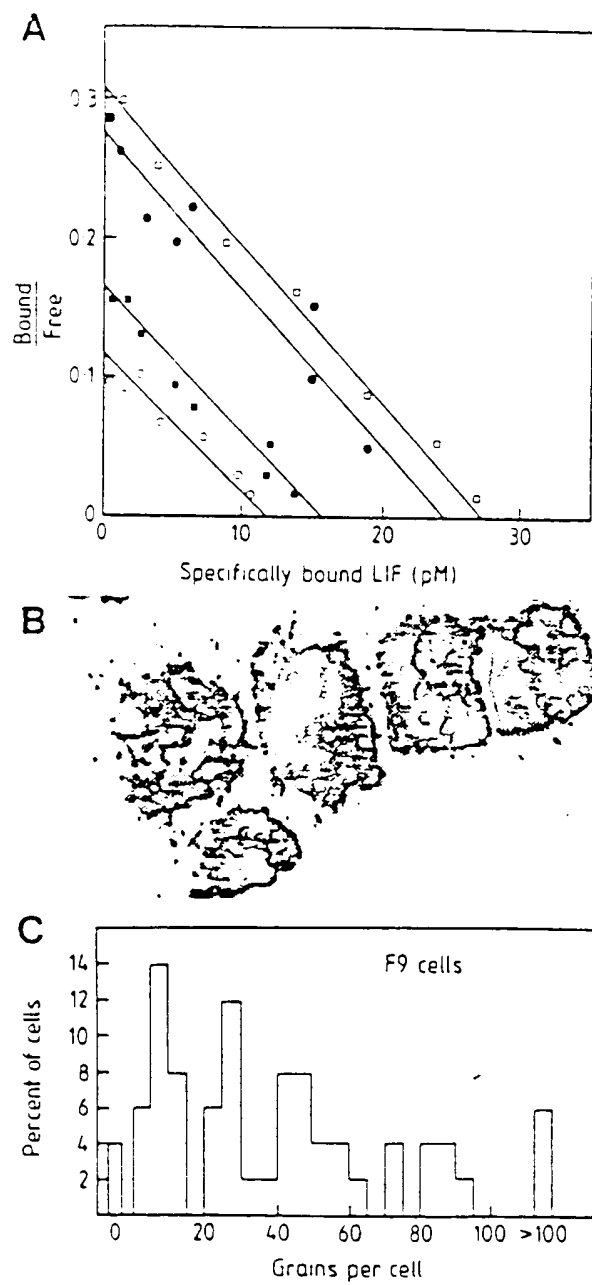 A
0.3
0.2
0.1
0
Bound
Free
0 10 20 30
Specifically bound LIF (pM)
B
C
F9 cells
14
12
10
8
6
4
2
Percent of cells
0 20 40 60 80 100 >100
Grains per cell